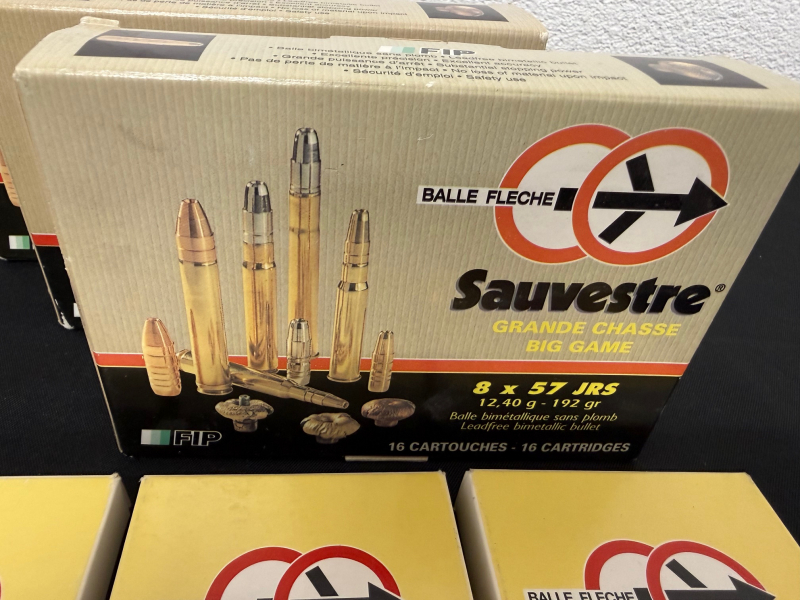 FIP
• Balle bimétallique sans plomb • Leadfree bimetallic bullet
• Excellente précision • Excellent accuracy
• Grande puissance d'arrêt • Substantial stopping power
• Pas de perte de matière à l'impact • No loss of material upon impact
• Sécurité d'emploi • Safety use
BALLE FLECHE
Sauvestre®
GRANDE CHASSE
BIG GAME
8 x 57 JRS
12,40 g - 192 gr
Balle bimétallique sans plomb
Leadfree bimetallic bullet
FIP
16 CARTOUCHES - 16 CARTRIDGES
BALLE FLECHE